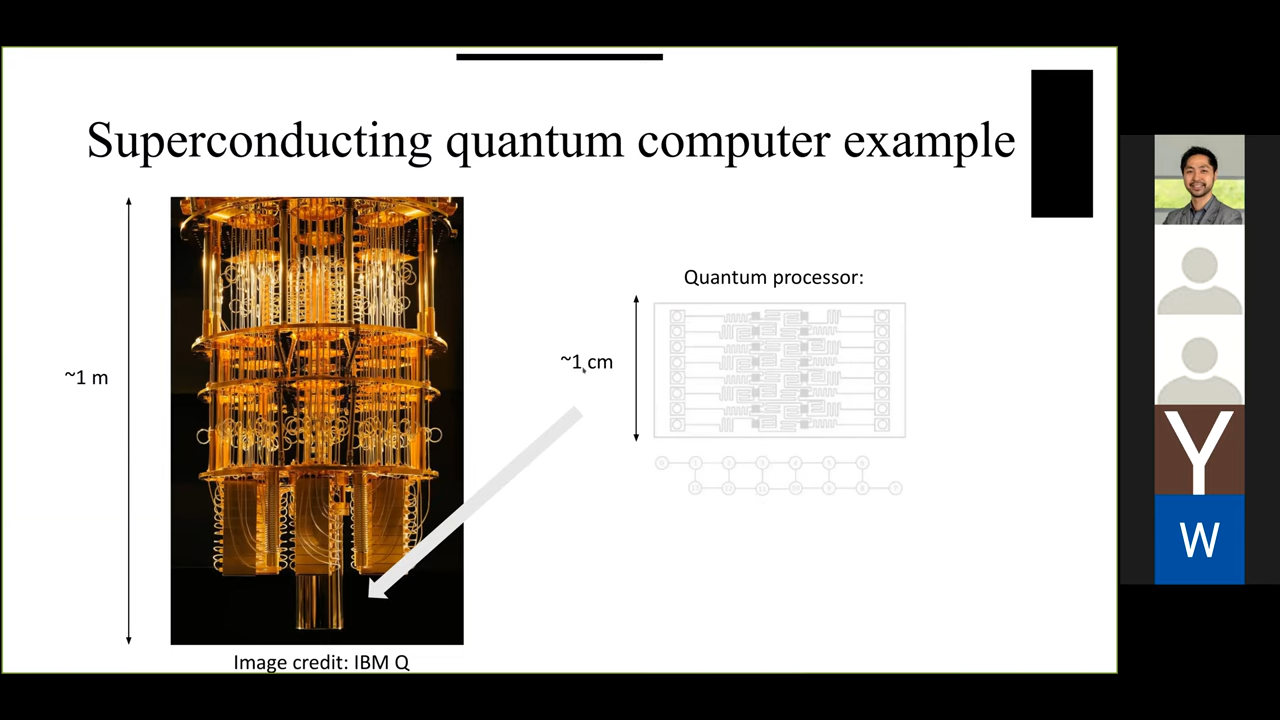 Superconducting quantum computer example
~1 m
Image credit: IBM Q
Quantum processor:
~1 cm
Y
W